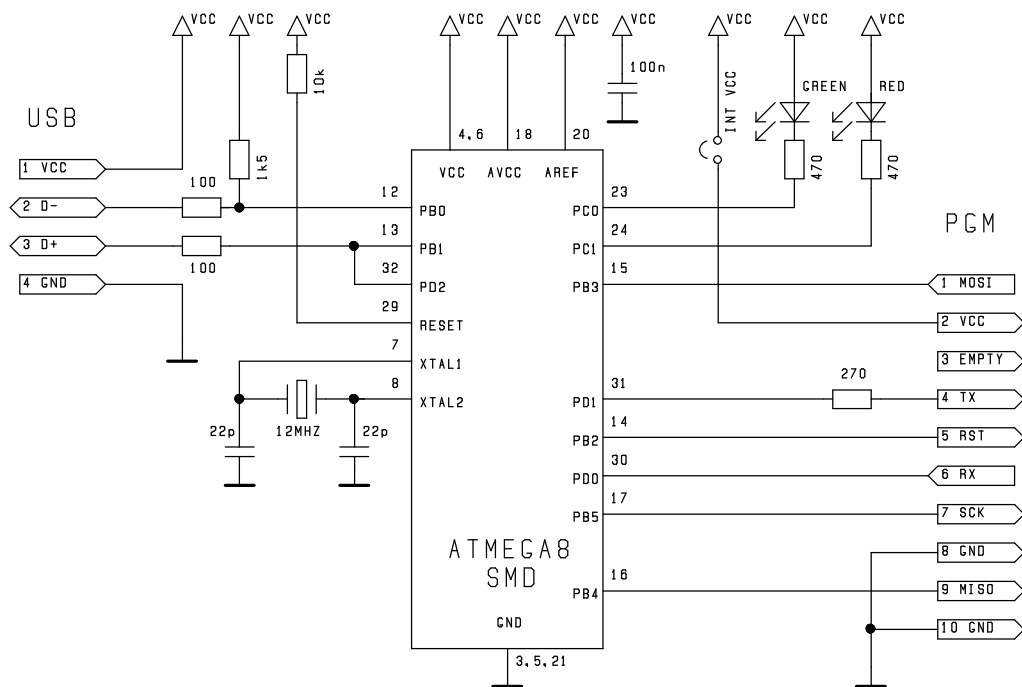 VCC VCC VCC VCC VCC VCC VCC VCC VCC VCC
10k
100n
INT VCC
GREEN RED
USB
4,6 18 20
1 VCC
1k5
470 470
VCC AVCC AREF
100
12 23
2 D- PB0 PC0
PGM
13 24
3 D+ PB1 PC1
100
32 15
4 GND PD2 PB3 1 MOSI
29
RESET 2 VCC
7
XTAL1 3 EMPTY
270
8 31
XTAL2 PD1 4 TX
22p 12MHZ 22p
14
PB2 5 RST
30
PD0 6 RX
17
PB5 7 SCK
ATMEGA8
8 GND
SMD
16
PB4 9 MISO
GND 10 GND
3,5,21